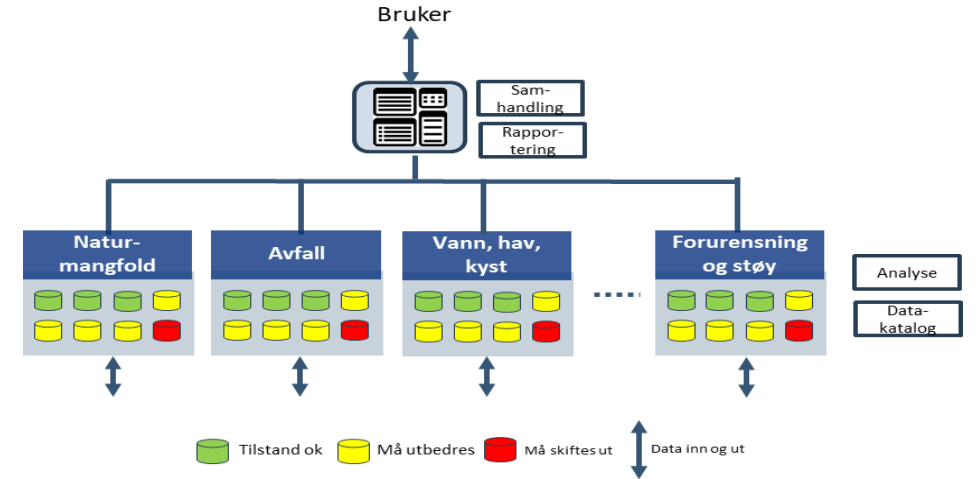 Bruker
Sam-
handling
Rappor-
tering
Natur-
mangfold
Avfall
Vann, hav,
kyst
Forurensning
og støy
Analyse
Data-
katalog
Tilstand ok
Må utbedres
Må skiftes ut
Data inn og ut